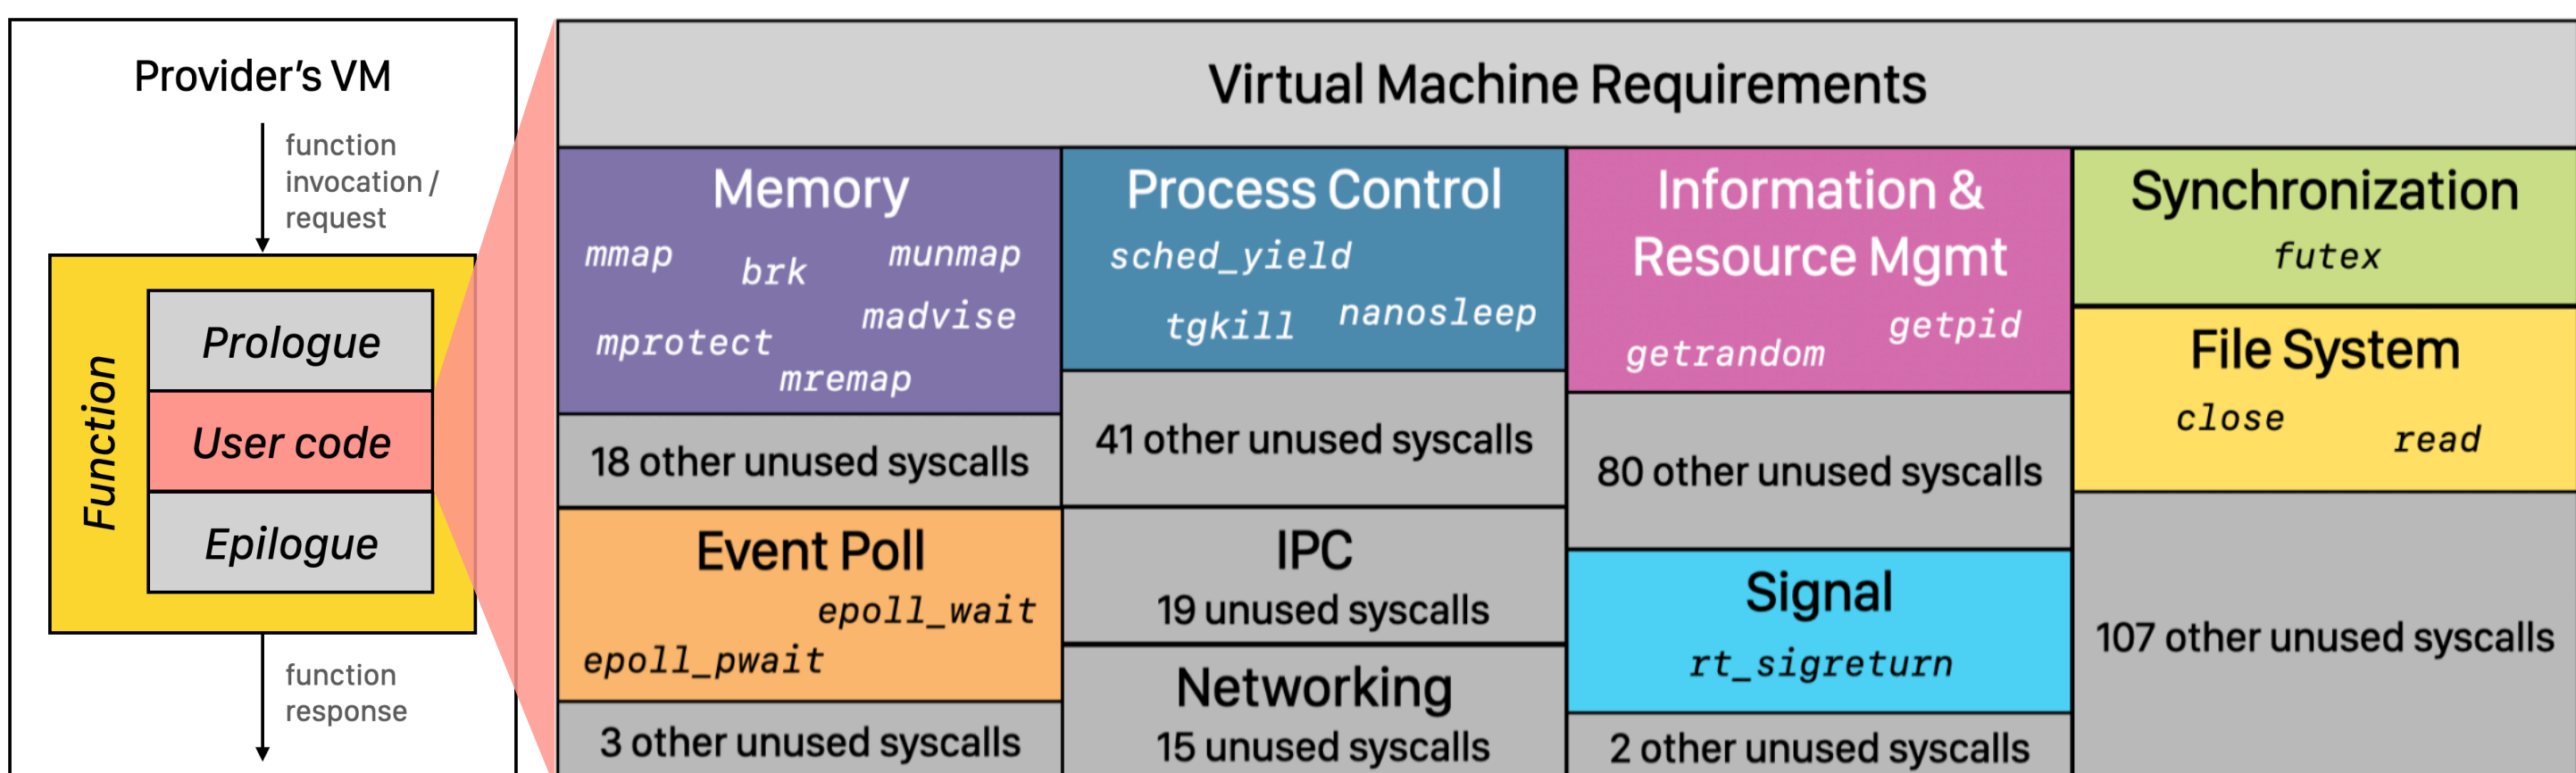 Provider's VM
function
invocation /
request
Function
Prologue
User code
Epilogue
function
response
Virtual Machine Requirements
Memory
mmap
brk
munmap
madvise
mprotect
mremap
18 other unused syscalls
Event Poll
epoll_wait
epoll_pwait
3 other unused syscalls
Process Control
sched_yield
tgkill
nanosleep
41 other unused syscalls
IPC
19 unused syscalls
Networking
15 unused syscalls
Information &
Resource Mgmt
getpid
getrandom
80 other unused syscalls
Signal
rt_sigreturn
2 other unused syscalls
Synchronization
futex
File System
close
read
107 other unused syscalls